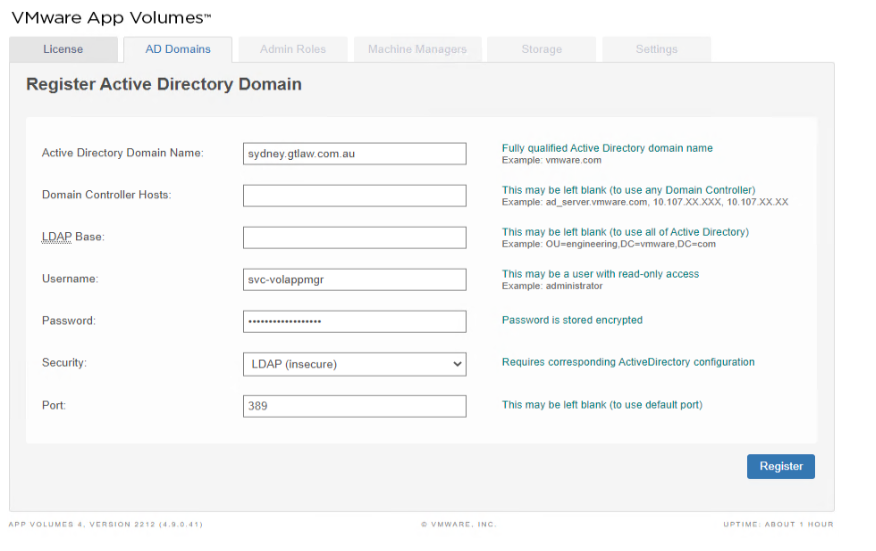 VMware App Volumes™
License AD Domains Admin Roles Machine Managers Storage Settings
Register Active Directory Domain
Active Directory Domain Name: sydney.gtlaw.com.au Fully qualified Active Directory domain name
Example: vmware.com
Domain Controller Hosts: This may be left blank (to use any Domain Controller)
Example: ad_server.vmware.com, 10.107.XX.XXX, 10.107.XX.XX
LDAP Base: This may be left blank (to use all of Active Directory)
Example: OU=engineering,DC=vmware,DC=com
Username: svc-volappmgr This may be a user with read-only access
Example: administrator
Password: •••••••••••••••••• Password is stored encrypted
Security: LDAP (insecure) Requires corresponding ActiveDirectory configuration
Port: 389 This may be left blank (to use default port)
Register
APP VOLUMES 4, VERSION 2212 (4.9.0.41) © VMWARE, INC. UPTIME: ABOUT 1 HOUR